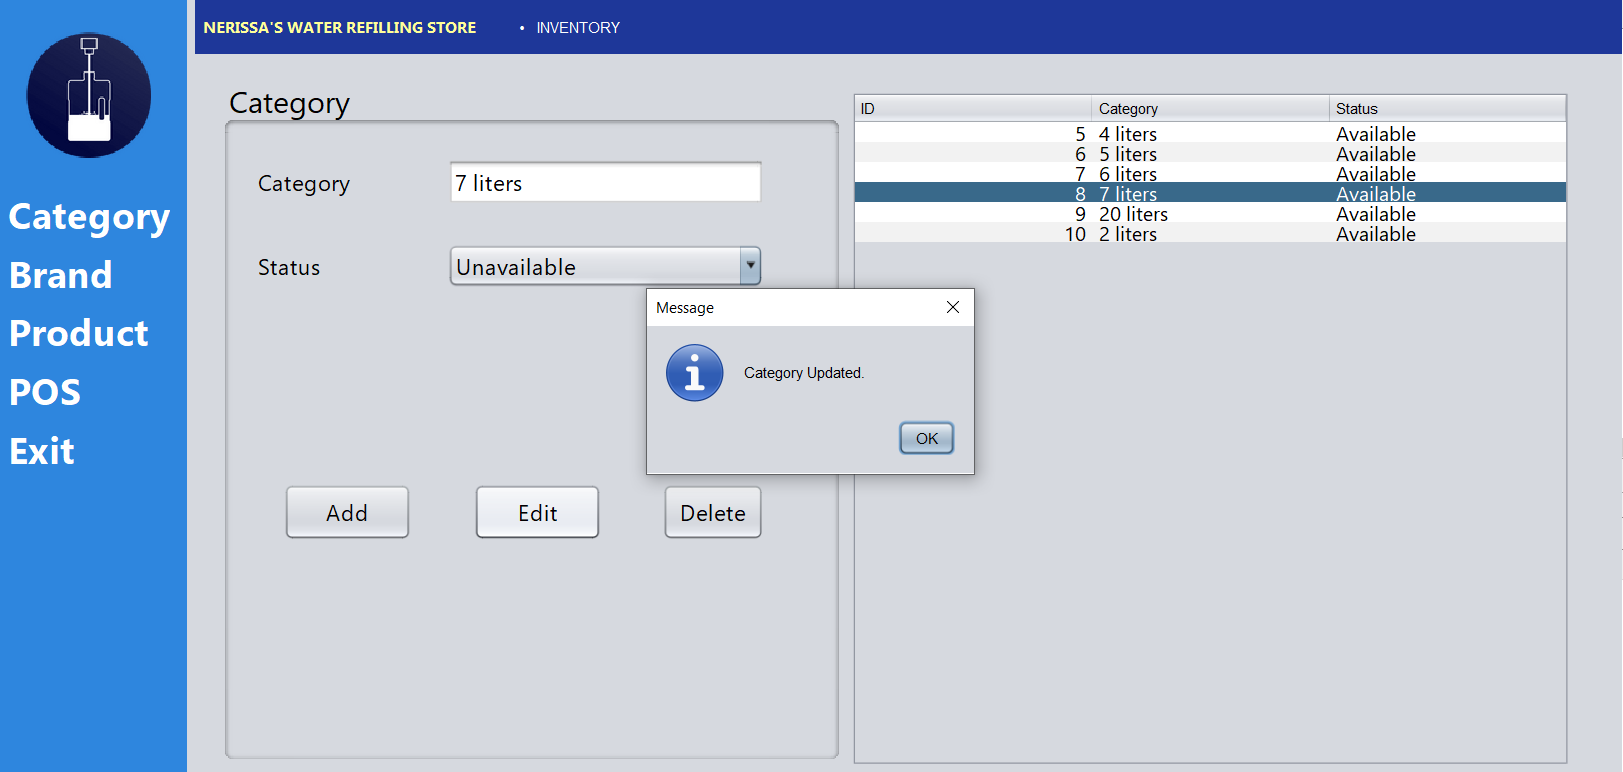 NERISSA'S WATER REFILLING STORE • INVENTORY
Category
Brand
Product
POS
Exit
Category
Category 7 liters
Status Unavailable
Add Edit Delete
Message
Category Updated.
OK
ID Category Status
5 4 liters Available
6 5 liters Available
7 6 liters Available
8 7 liters Available
9 20 liters Available
10 2 liters Available